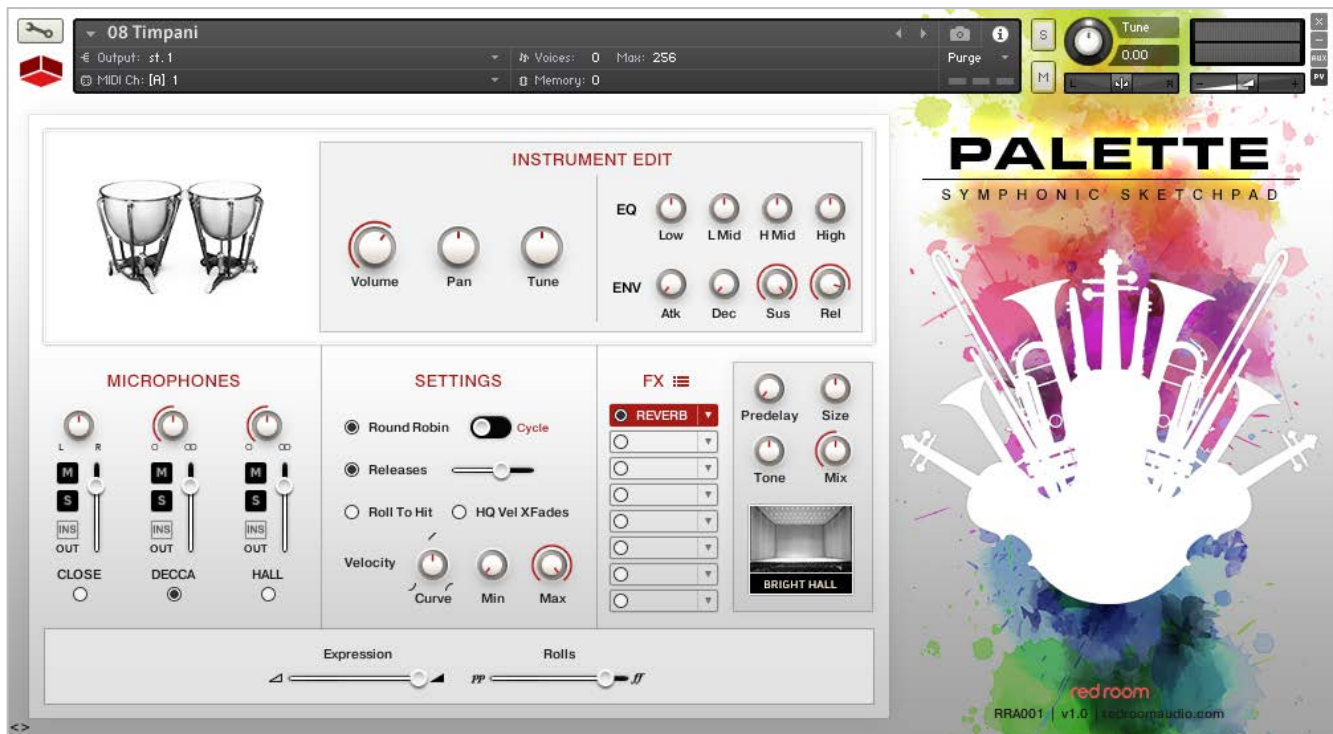 08 Timpani
Output: st.1
MIDI Ch: [A] 1
Voices: 0 Max: 256
Memory: 0
Purge
S
M
Tune
0.00
L R
- +
×
-
AUX
PV
INSTRUMENT EDIT
Volume Pan Tune
EQ
Low L Mid H Mid High
ENV
Atk Dec Sus Rel
MICROPHONES
L R
M M M
S S S
INS INS INS
OUT OUT OUT
CLOSE DECCA HALL
SETTINGS
Round Robin Cycle
Releases
Roll To Hit HQ Vel XFades
Velocity
Curve Min Max
FX
REVERB
Predelay Size
Tone Mix
BRIGHT HALL
Expression Rolls
pp ff
PALETTE
SYMPHONIC SKETCHPAD
red room
RRA001 | v1.0 | redroomaudio.com
<>